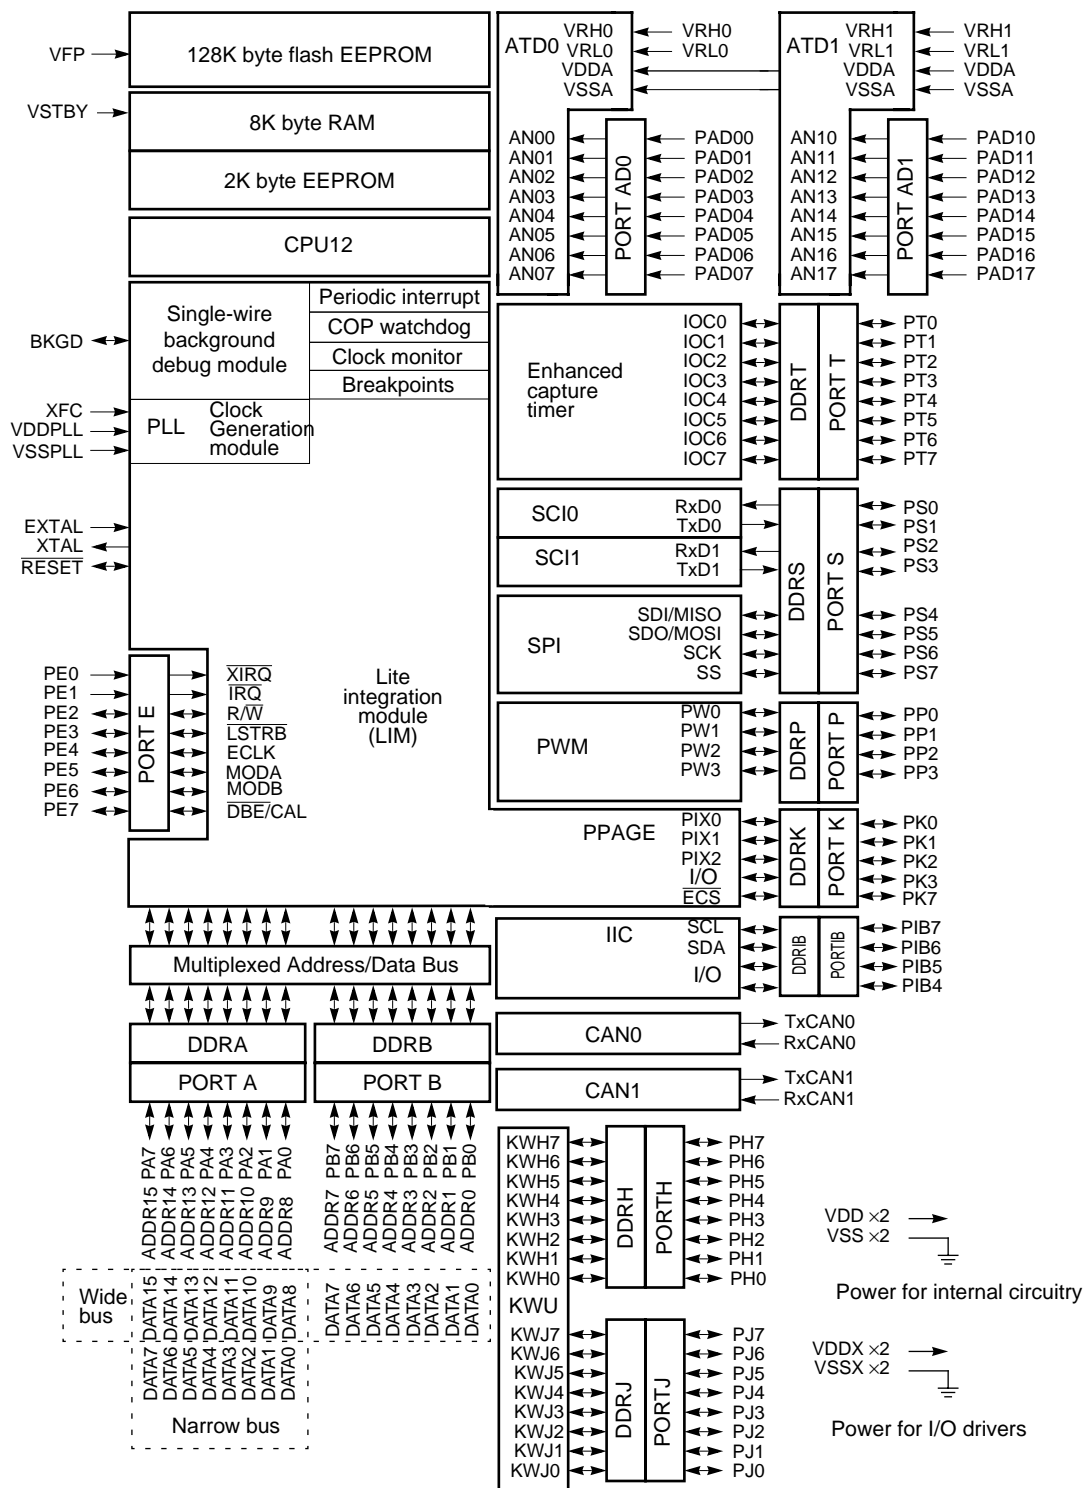 VFP
128K byte flash EEPROM
VSTBY
8K byte RAM
2K byte EEPROM
CPU12
Single-wire
background
debug module
Periodic interrupt
COP watchdog
Clock monitor
Breakpoints
BKGD
XFC
VDDPLL
VSSPLL
PLL
Clock
Generation
module
EXTAL
XTAL
RESET
Lite
integration
module
(LIM)
PE0
PE1
PE2
PE3
PE4
PE5
PE6
PE7
PORT E
XIRQ
IRQ
R/W
LSTRB
ECLK
MODA
MODB
DBE/CAL
ATD0
VRH0
VRL0
VDDA
VSSA
VRH0
VRL0
AN00
AN01
AN02
AN03
AN04
AN05
AN06
AN07
PORT AD0
PAD00
PAD01
PAD02
PAD03
PAD04
PAD05
PAD06
PAD07
ATD1
VRH1
VRL1
VDDA
VSSA
VRH1
VRL1
VDDA
VSSA
AN10
AN11
AN12
AN13
AN14
AN15
AN16
AN17
PORT AD1
PAD10
PAD11
PAD12
PAD13
PAD14
PAD15
PAD16
PAD17
Enhanced
capture
timer
IOC0
IOC1
IOC2
IOC3
IOC4
IOC5
IOC6
IOC7
DDRT
PORT T
PT0
PT1
PT2
PT3
PT4
PT5
PT6
PT7
SCI0
RxD0
TxD0
SCI1
RxD1
TxD1
SPI
SDI/MISO
SDO/MOSI
SCK
SS
DDRS
PORT S
PS0
PS1
PS2
PS3
PS4
PS5
PS6
PS7
PWM
PW0
PW1
PW2
PW3
DDRP
PORT P
PP0
PP1
PP2
PP3
PPAGE
PIX0
PIX1
PIX2
I/O
ECS
DDRK
PORT K
PK0
PK1
PK2
PK3
PK7
IIC
SCL
SDA
I/O
DDRIB
PORTIB
PIB7
PIB6
PIB5
PIB4
CAN0
TxCAN0
RxCAN0
CAN1
TxCAN1
RxCAN1
Multiplexed Address/Data Bus
DDRA
PORT A
DDRB
PORT B
PA7
PA6
PA5
PA4
PA3
PA2
PA1
PA0
PB7
PB6
PB5
PB4
PB3
PB2
PB1
PB0
ADDR15
ADDR14
ADDR13
ADDR12
ADDR11
ADDR10
ADDR9
ADDR8
ADDR7
ADDR6
ADDR5
ADDR4
ADDR3
ADDR2
ADDR1
ADDR0
Wide
bus
DATA15
DATA14
DATA13
DATA12
DATA11
DATA10
DATA9
DATA8
DATA7
DATA6
DATA5
DATA4
DATA3
DATA2
DATA1
DATA0
DATA7
DATA6
DATA5
DATA4
DATA3
DATA2
DATA1
DATA0
Narrow bus
KWH7
KWH6
KWH5
KWH4
KWH3
KWH2
KWH1
KWH0
KWU
DDRH
PORTH
PH7
PH6
PH5
PH4
PH3
PH2
PH1
PH0
KWJ7
KWJ6
KWJ5
KWJ4
KWJ3
KWJ2
KWJ1
KWJ0
DDRJ
PORTJ
PJ7
PJ6
PJ5
PJ4
PJ3
PJ2
PJ1
PJ0
VDD ×2
VSS ×2
Power for internal circuitry
VDDX ×2
VSSX ×2
Power for I/O drivers